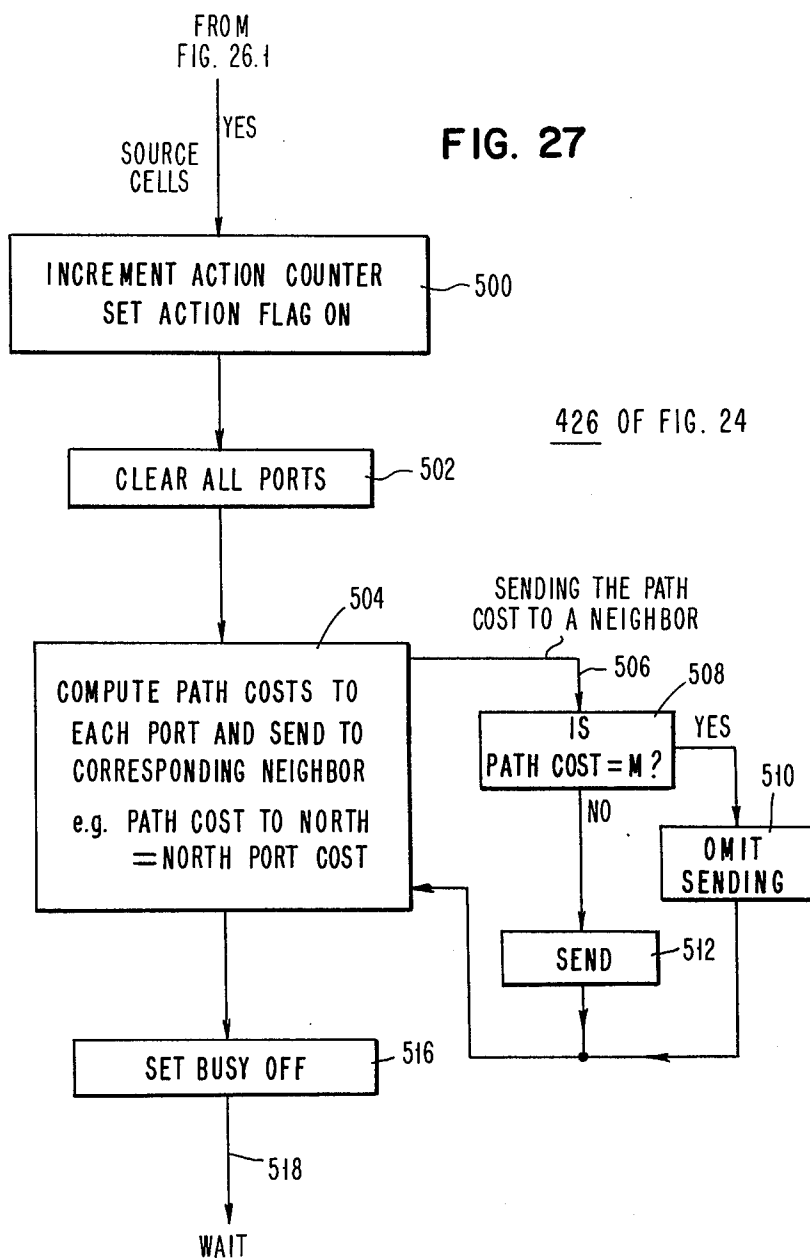 FROM
FIG. 26.1
YES
SOURCE
CELLS
FIG. 27
INCREMENT ACTION COUNTER
SET ACTION FLAG ON
500
426 OF FIG. 24
CLEAR ALL PORTS
502
504
COMPUTE PATH COSTS TO
EACH PORT AND SEND TO
CORRESPONDING NEIGHBOR
e.g. PATH COST TO NORTH
=NORTH PORT COST
SENDING THE PATH
COST TO A NEIGHBOR
506
508
IS
PATH COST=M?
YES
NO
510
OMIT
SENDING
SEND
512
SET BUSY OFF
516
518
WAIT